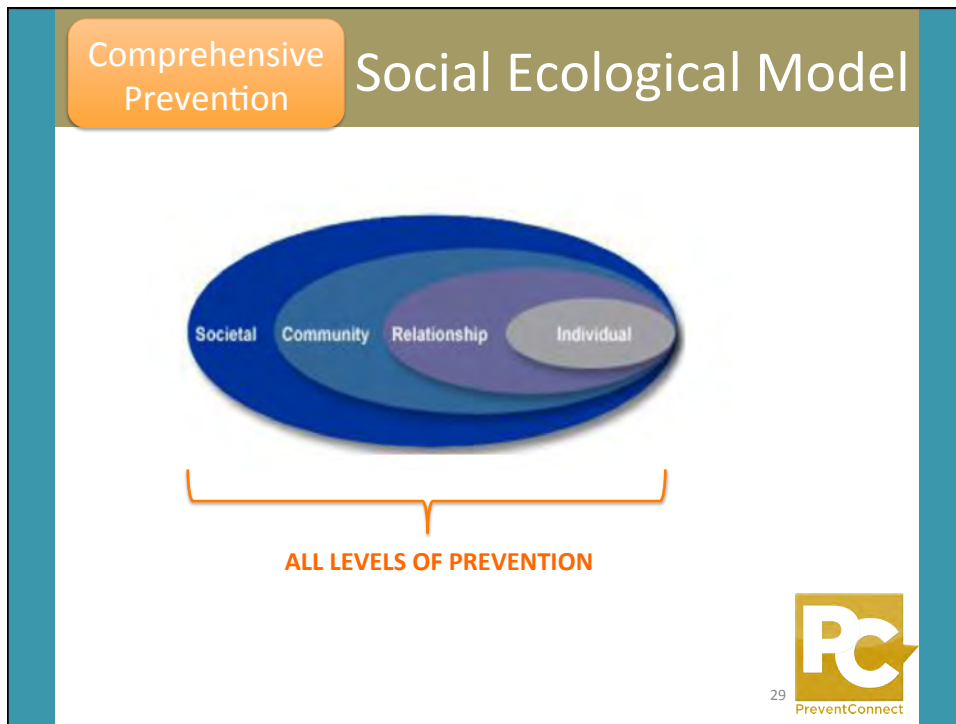 Comprehensive
Prevention
Social Ecological Model
Societal Community Relationship Individual
ALL LEVELS OF PREVENTION
29
PC
PreventConnect